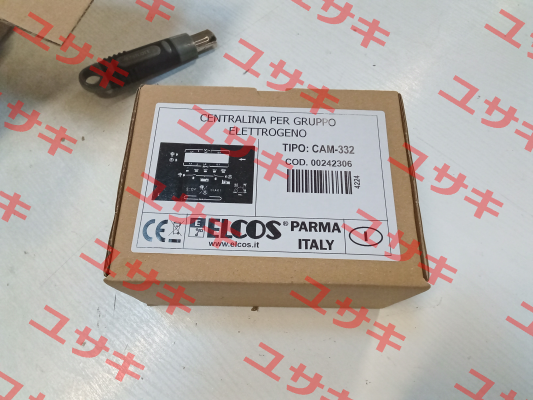 CENTRALINA PER GRUPPO
ELETTROGENO
TIPO: CAM-332
COD. 00242306
4224
CE
ELCOS® PARMA
www.elcos.it ITALY
I
ユサキ